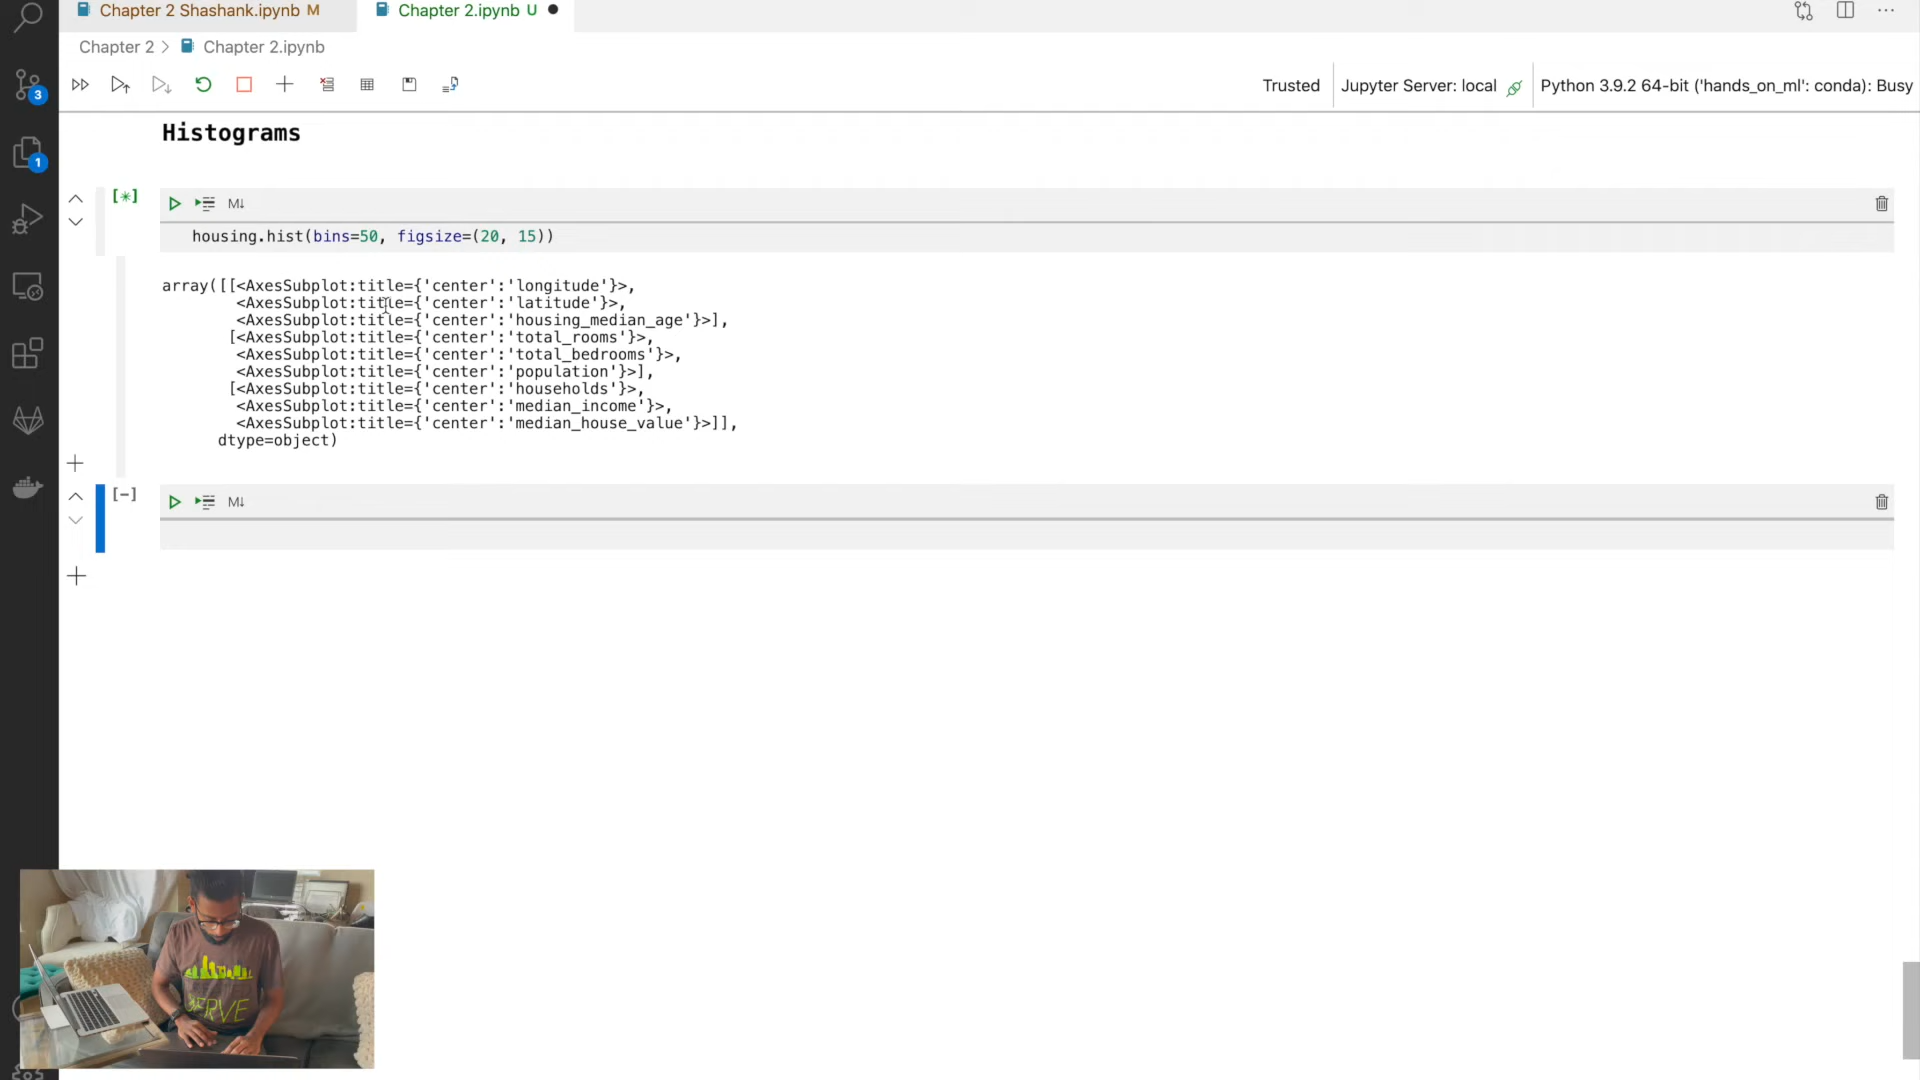 Chapter 2 Shashank.ipynb M
Chapter 2.ipynb U
Chapter 2 > Chapter 2.ipynb
Trusted
Jupyter Server: local
Python 3.9.2 64-bit ('hands_on_ml': conda): Busy
3
1
Histograms
[*]
M↓
housing.hist(bins=50, figsize=(20, 15))
array([[<AxesSubplot:title={'center':'longitude'}>,
<AxesSubplot:title={'center':'latitude'}>,
<AxesSubplot:title={'center':'housing_median_age'}>],
[<AxesSubplot:title={'center':'total_rooms'}>,
<AxesSubplot:title={'center':'total_bedrooms'}>,
<AxesSubplot:title={'center':'population'}>],
[<AxesSubplot:title={'center':'households'}>,
<AxesSubplot:title={'center':'median_income'}>,
<AxesSubplot:title={'center':'median_house_value'}>]],
dtype=object)
[-]
M↓